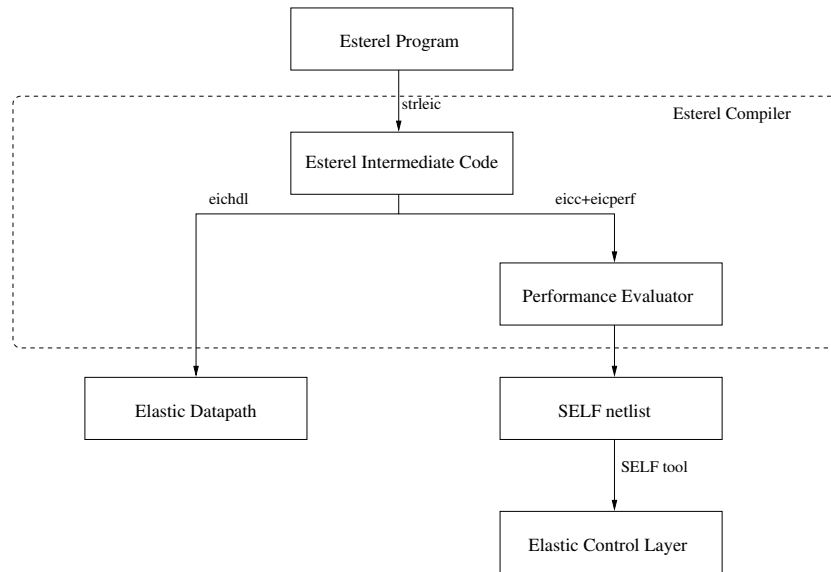 Esterel Program
strleic
Esterel Compiler
Esterel Intermediate Code
eichdl
eicc+eicperf
Performance Evaluator
Elastic Datapath
SELF netlist
SELF tool
Elastic Control Layer